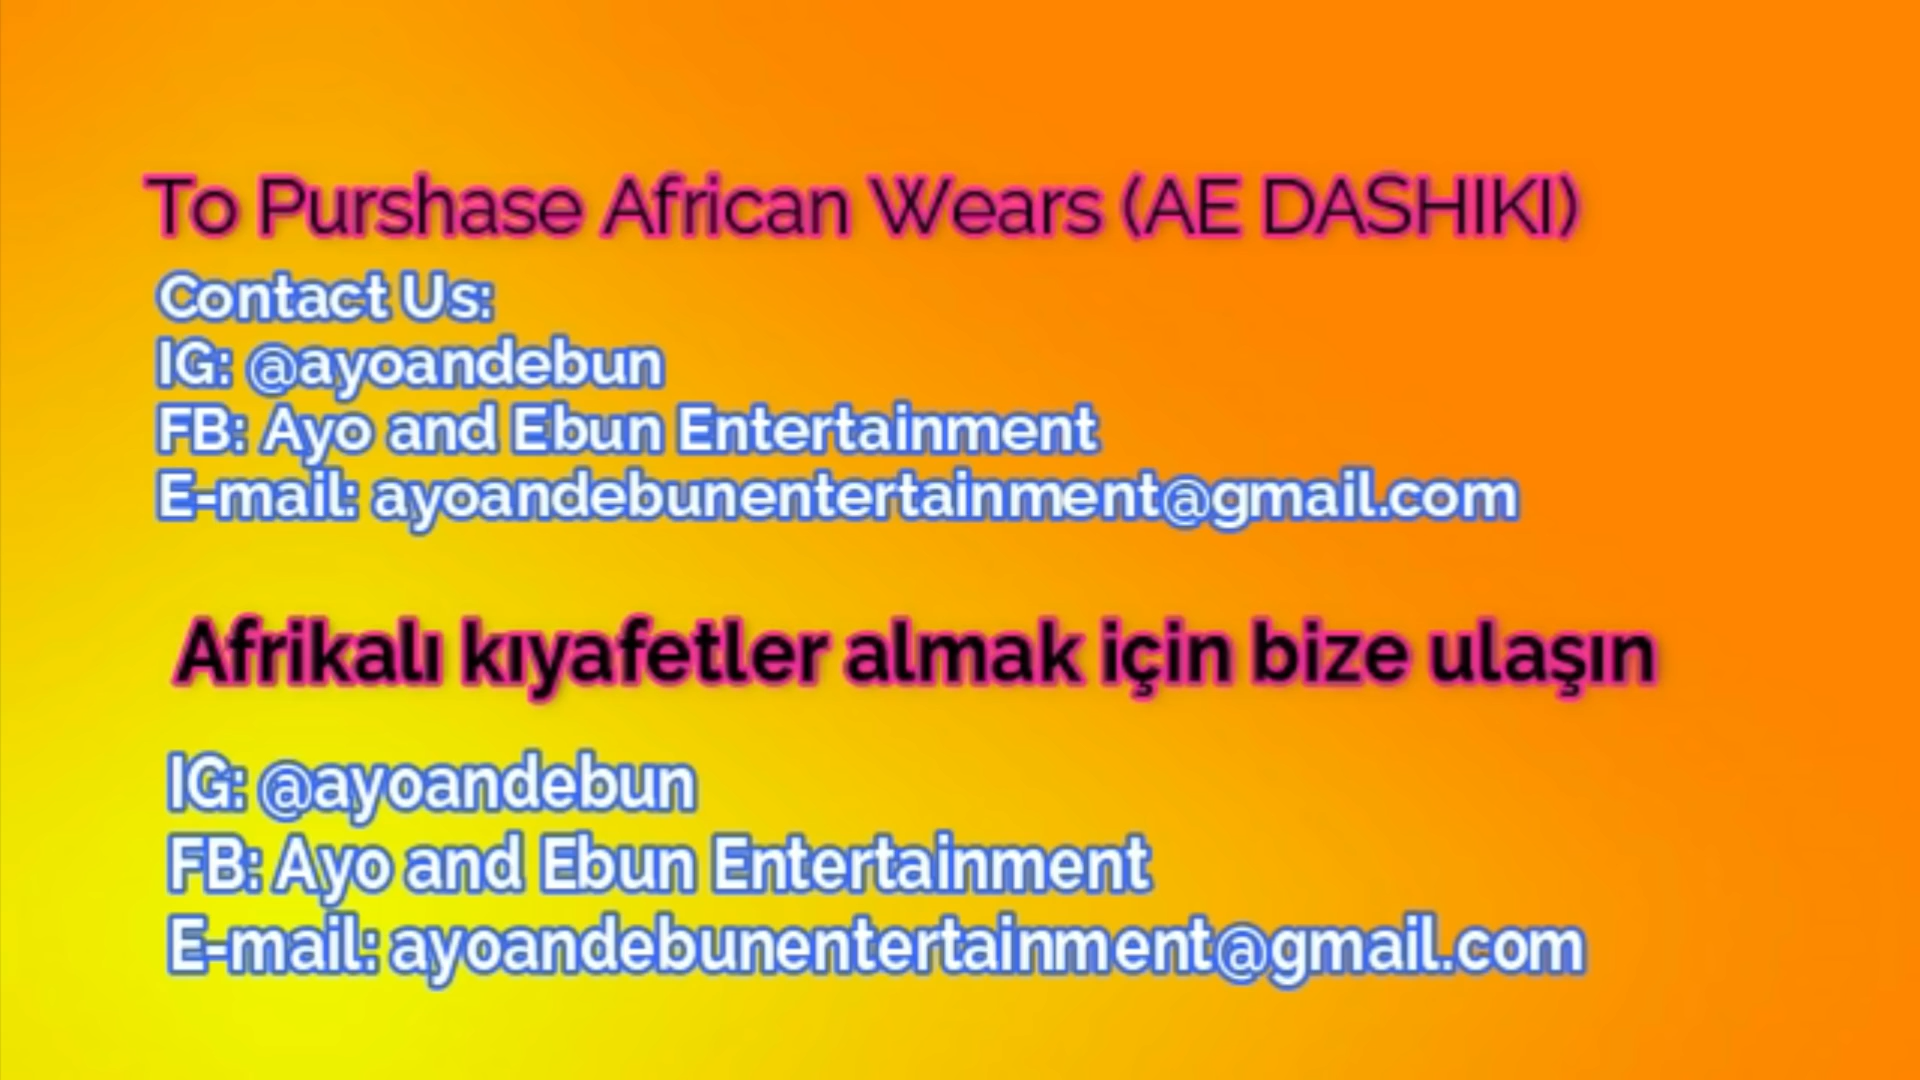 To Purshase African Wears (AE DASHIKI)
Contact Us:
IG: @ayoandebun
FB: Ayo and Ebun Entertainment
E-mail: ayoandebunentertainment@gmail.com
Afrikalı kıyafetler almak için bize ulaşın
IG: @ayoandebun
FB: Ayo and Ebun Entertainment
E-mail: ayoandebunentertainment@gmail.com